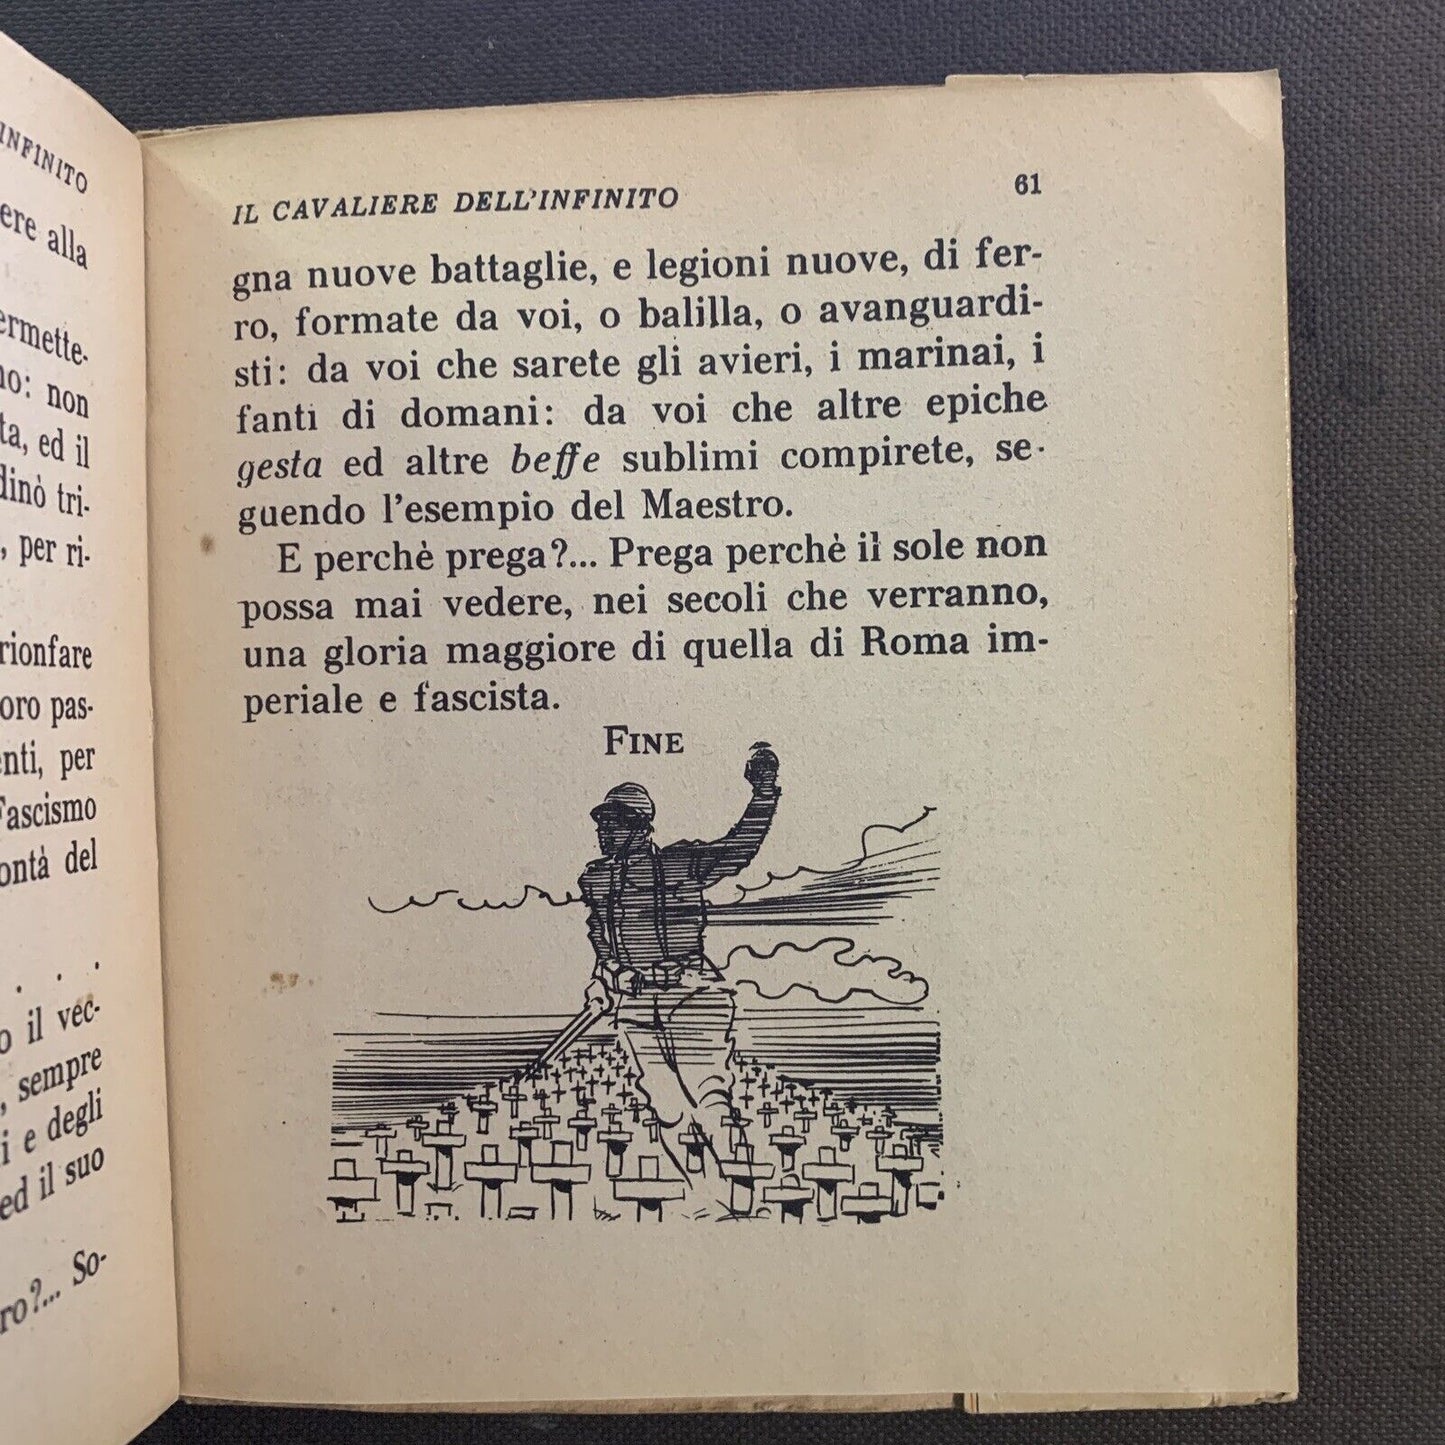 INFINITO
ere alla
ermette-
no: non
ta, ed il
dinò tri-
, per ri-
rionfare
oro pas-
enti, per
Fascismo
ontà del
. . .
o il vec-
, sempre
i e degli
ed il suo
ro?... So-
IL CAVALIERE DELL'INFINITO 61
gna nuove battaglie, e legioni nuove, di fer-
ro, formate da voi, o balilla, o avanguardi-
sti: da voi che sarete gli avieri, i marinai, i
fanti di domani: da voi che altre epiche
gesta ed altre beffe sublimi compirete, se-
guendo l'esempio del Maestro.
E perchè prega?... Prega perchè il sole non
possa mai vedere, nei secoli che verranno,
una gloria maggiore di quella di Roma im-
periale e fascista.
FINE